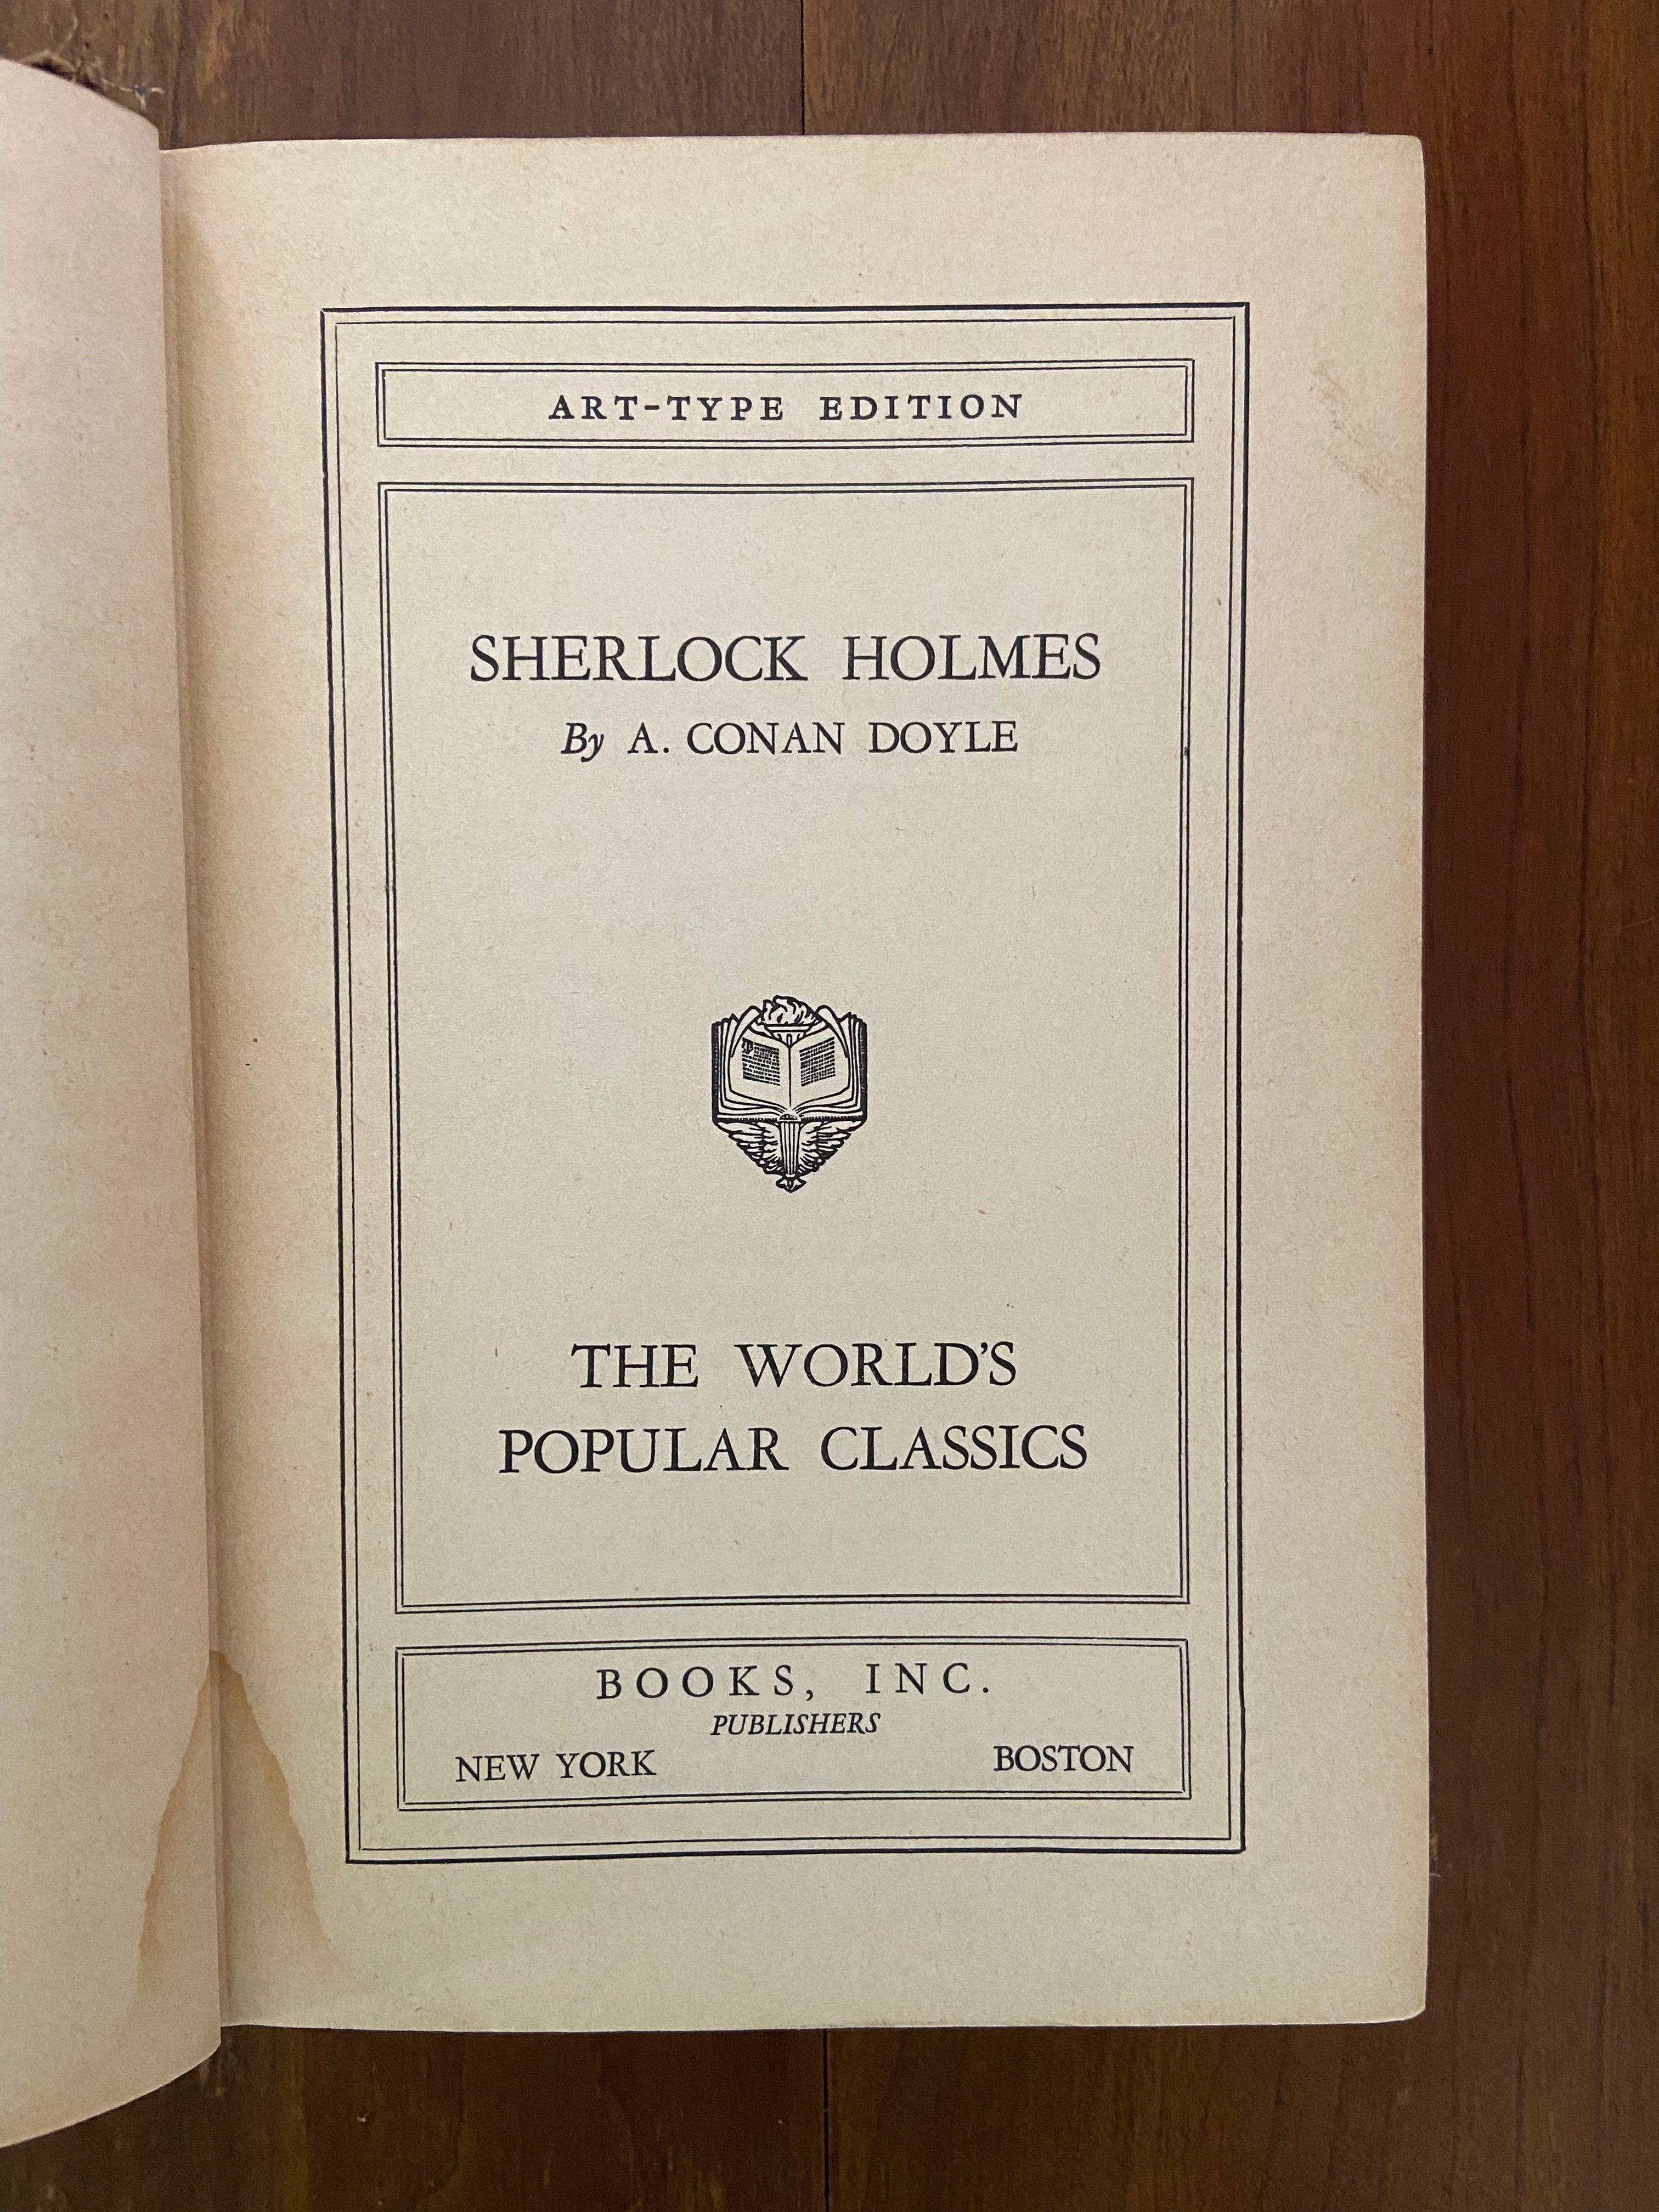 ART-TYPE EDITION
SHERLOCK HOLMES
By A. CONAN DOYLE
THE WORLD'S
POPULAR CLASSICS
BOOKS, INC.
PUBLISHERS
NEW YORK BOSTON